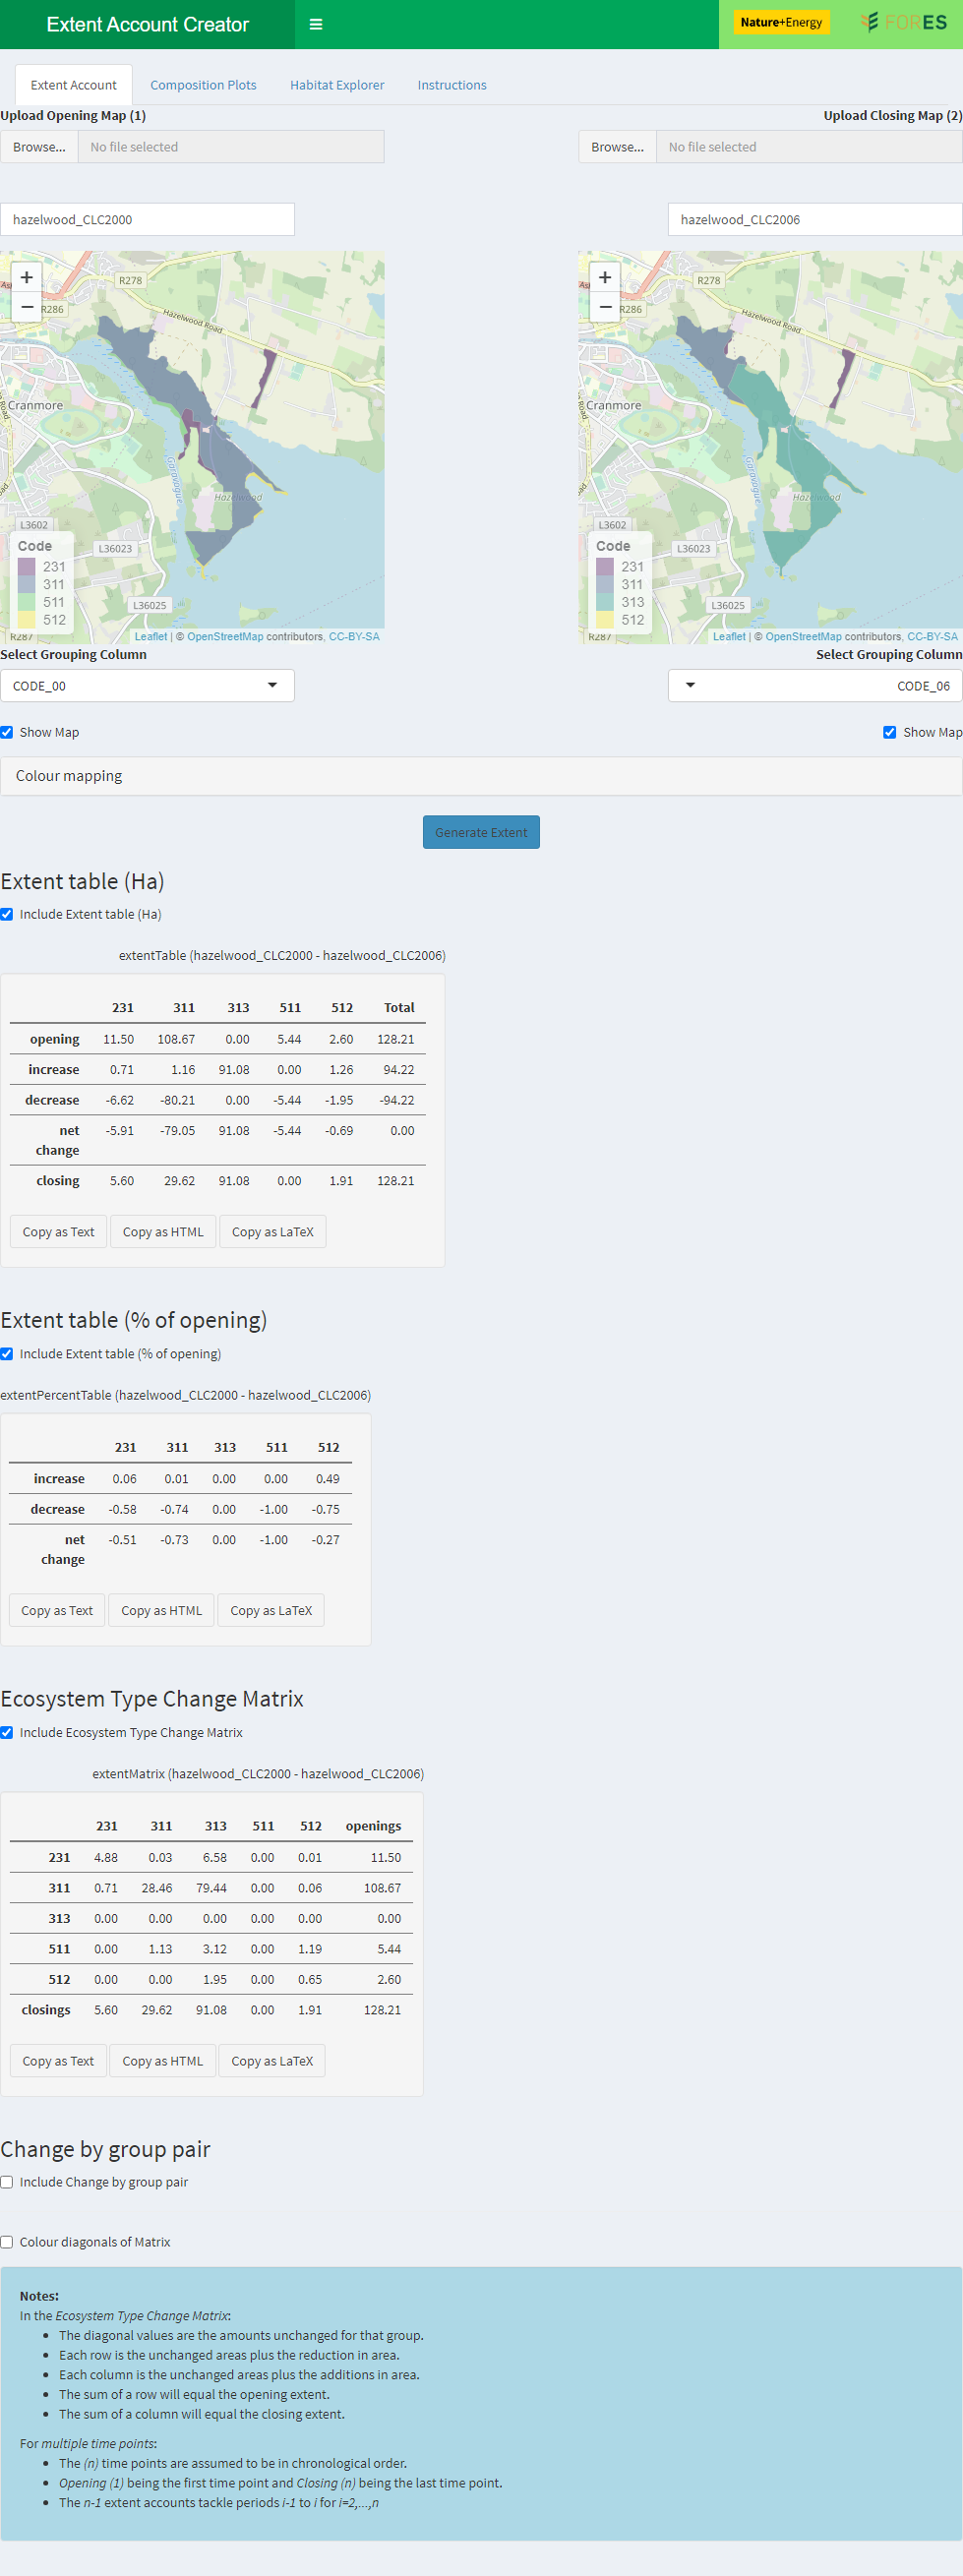 Extent Account Creator
Nature+Energy
FORES
Extent Account Composition Plots Habitat Explorer Instructions
Upload Opening Map (1) Upload Closing Map (2)
Browse... No file selected Browse... No file selected
hazelwood_CLC2000 hazelwood_CLC2006
+
−
R278
R286
Hazelwood Road
Cranmore
Garavogue
Hazelwood
L3602
L36023
L36025
R287
Code
231
311
511
512
Leaflet | © OpenStreetMap contributors, CC-BY-SA
+
−
R278
R286
Hazelwood Road
Cranmore
Garavogue
Hazelwood
L3602
L36023
L36025
R287
Code
231
311
313
512
Leaflet | © OpenStreetMap contributors, CC-BY-SA
Select Grouping Column Select Grouping Column
CODE_00 CODE_06
Show Map Show Map
Colour mapping
Generate Extent
Extent table (Ha)
Include Extent table (Ha)
extentTable (hazelwood_CLC2000 - hazelwood_CLC2006)
231 311 313 511 512 Total
opening 11.50 108.67 0.00 5.44 2.60 128.21
increase 0.71 1.16 91.08 0.00 1.26 94.22
decrease -6.62 -80.21 0.00 -5.44 -1.95 -94.22
net -5.91 -79.05 91.08 -5.44 -0.69 0.00
change
closing 5.60 29.62 91.08 0.00 1.91 128.21
Copy as Text Copy as HTML Copy as LaTeX
Extent table (% of opening)
Include Extent table (% of opening)
extentPercentTable (hazelwood_CLC2000 - hazelwood_CLC2006)
231 311 313 511 512
increase 0.06 0.01 0.00 0.00 0.49
decrease -0.58 -0.74 0.00 -1.00 -0.75
net -0.51 -0.73 0.00 -1.00 -0.27
change
Copy as Text Copy as HTML Copy as LaTeX
Ecosystem Type Change Matrix
Include Ecosystem Type Change Matrix
extentMatrix (hazelwood_CLC2000 - hazelwood_CLC2006)
231 311 313 511 512 openings
231 4.88 0.03 6.58 0.00 0.01 11.50
311 0.71 28.46 79.44 0.00 0.06 108.67
313 0.00 0.00 0.00 0.00 0.00 0.00
511 0.00 1.13 3.12 0.00 1.19 5.44
512 0.00 0.00 1.95 0.00 0.65 2.60
closings 5.60 29.62 91.08 0.00 1.91 128.21
Copy as Text Copy as HTML Copy as LaTeX
Change by group pair
Include Change by group pair
Colour diagonals of Matrix
Notes:
In the Ecosystem Type Change Matrix:
• The diagonal values are the amounts unchanged for that group.
• Each row is the unchanged areas plus the reduction in area.
• Each column is the unchanged areas plus the additions in area.
• The sum of a row will equal the opening extent.
• The sum of a column will equal the closing extent.
For multiple time points:
• The (n) time points are assumed to be in chronological order.
• Opening (1) being the first time point and Closing (n) being the last time point.
• The n-1 extent accounts tackle periods i-1 to i for i=2,...,n